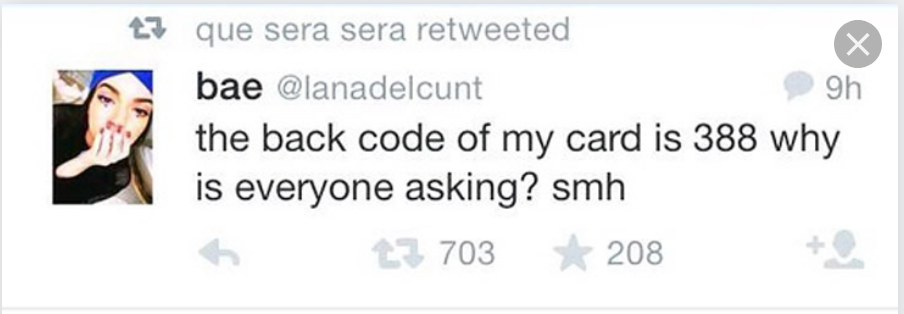 que sera sera retweeted
bae @lanadelcunt 9h
the back code of my card is 388 why
is everyone asking? smh
703 208